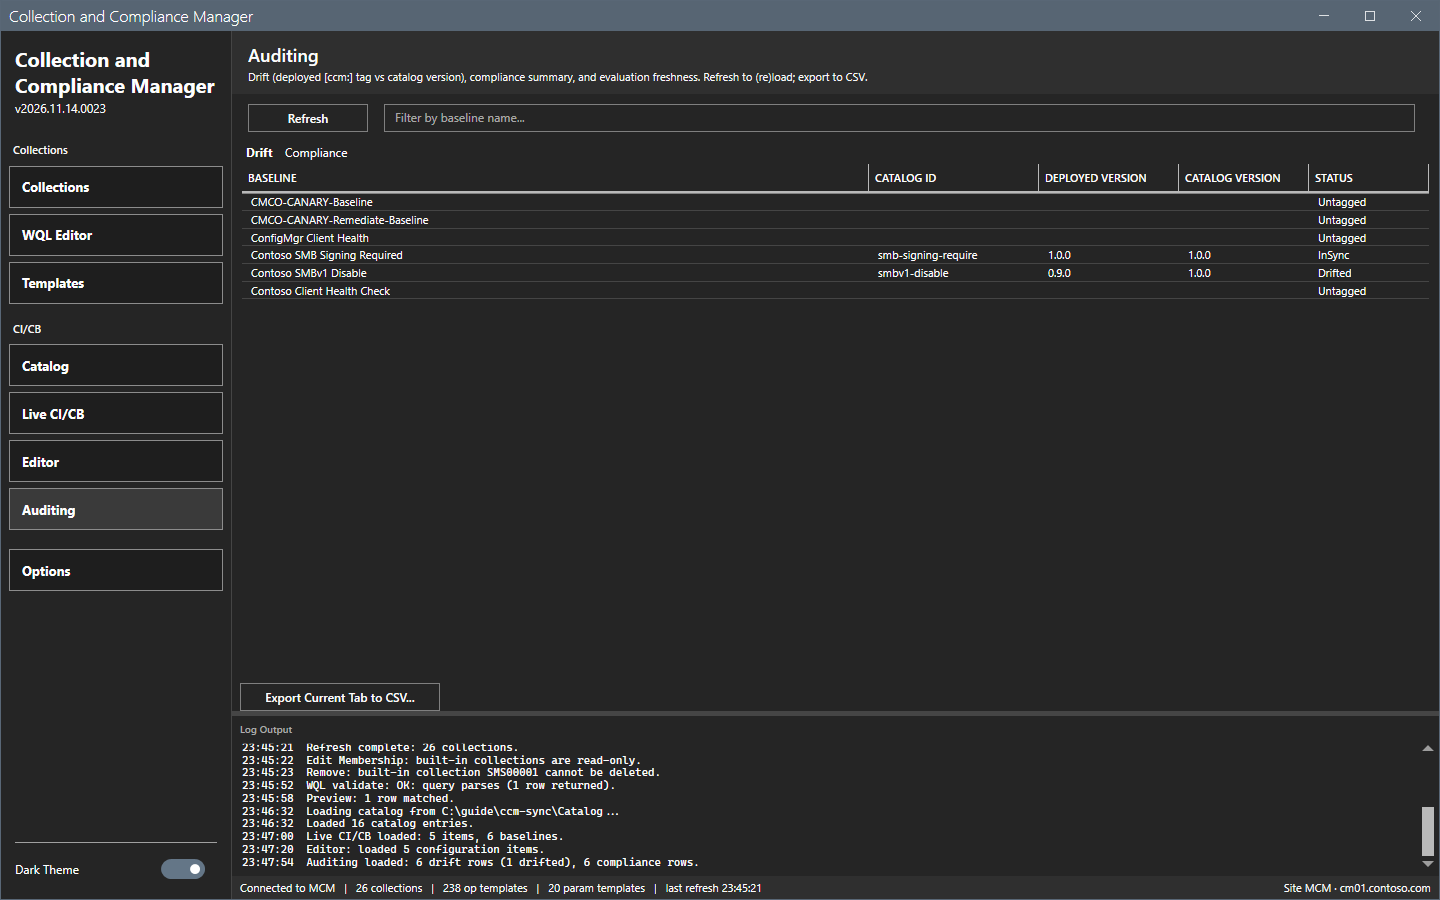 Collection and Compliance Manager
Collection and
Compliance Manager
v2026.11.14.0023
Collections
Collections
WQL Editor
Templates
CI/CB
Catalog
Live CI/CB
Editor
Auditing
Options
Dark Theme
Auditing
Drift (deployed [ccm:] tag vs catalog version), compliance summary, and evaluation freshness. Refresh to (re)load; export to CSV.
Refresh
Filter by baseline name...
Drift Compliance
BASELINE CATALOG ID DEPLOYED VERSION CATALOG VERSION STATUS
CMCO-CANARY-Baseline Untagged
CMCO-CANARY-Remediate-Baseline Untagged
ConfigMgr Client Health Untagged
Contoso SMB Signing Required smb-signing-require 1.0.0 1.0.0 InSync
Contoso SMBv1 Disable smbv1-disable 0.9.0 1.0.0 Drifted
Contoso Client Health Check Untagged
Export Current Tab to CSV...
Log Output
23:45:21 Refresh complete: 26 collections.
23:45:22 Edit Membership: built-in collections are read-only.
23:45:23 Remove: built-in collection SMS00001 cannot be deleted.
23:45:52 WQL validate: OK: query parses (1 row returned).
23:45:58 Preview: 1 row matched.
23:46:32 Loading catalog from C:\guide\ccm-sync\Catalog...
23:46:32 Loaded 16 catalog entries.
23:47:00 Live CI/CB loaded: 5 items, 6 baselines.
23:47:20 Editor: loaded 5 configuration items.
23:47:54 Auditing loaded: 6 drift rows (1 drifted), 6 compliance rows.
Connected to MCM | 26 collections | 238 op templates | 20 param templates | last refresh 23:45:21
Site MCM · cm01.contoso.com